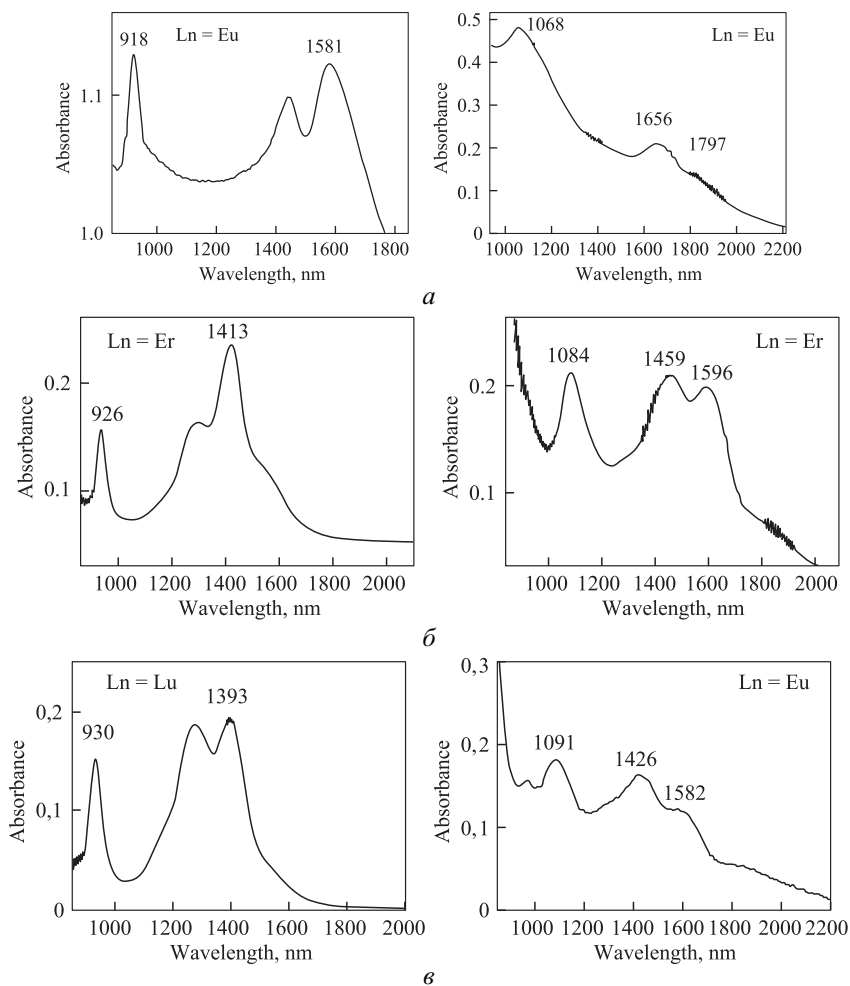 Ln = Eu
918
1581
1.1
1.0
Absorbance
1000 1200 1400 1600 1800
Wavelength, nm
Ln = Eu
1068
1656
1797
0.5
0.4
0.3
0.2
0.1
0
Absorbance
1000 1200 1400 1600 1800 2000 2200
Wavelength, nm
а
Ln = Er
926
1413
0.2
0.1
Absorbance
1000 1200 1400 1600 1800 2000
Wavelength, nm
Ln = Er
1084
1459
1596
0.2
0.1
Absorbance
1000 1200 1400 1600 1800 2000
Wavelength, nm
б
Ln = Lu
930
1393
0,2
0,1
0
Absorbance
1000 1200 1400 1600 1800 2000
Wavelength, nm
Ln = Eu
1091
1426
1582
0,3
0,2
0,1
0
Absorbance
1000 1200 1400 1600 1800 2000 2200
Wavelength, nm
в